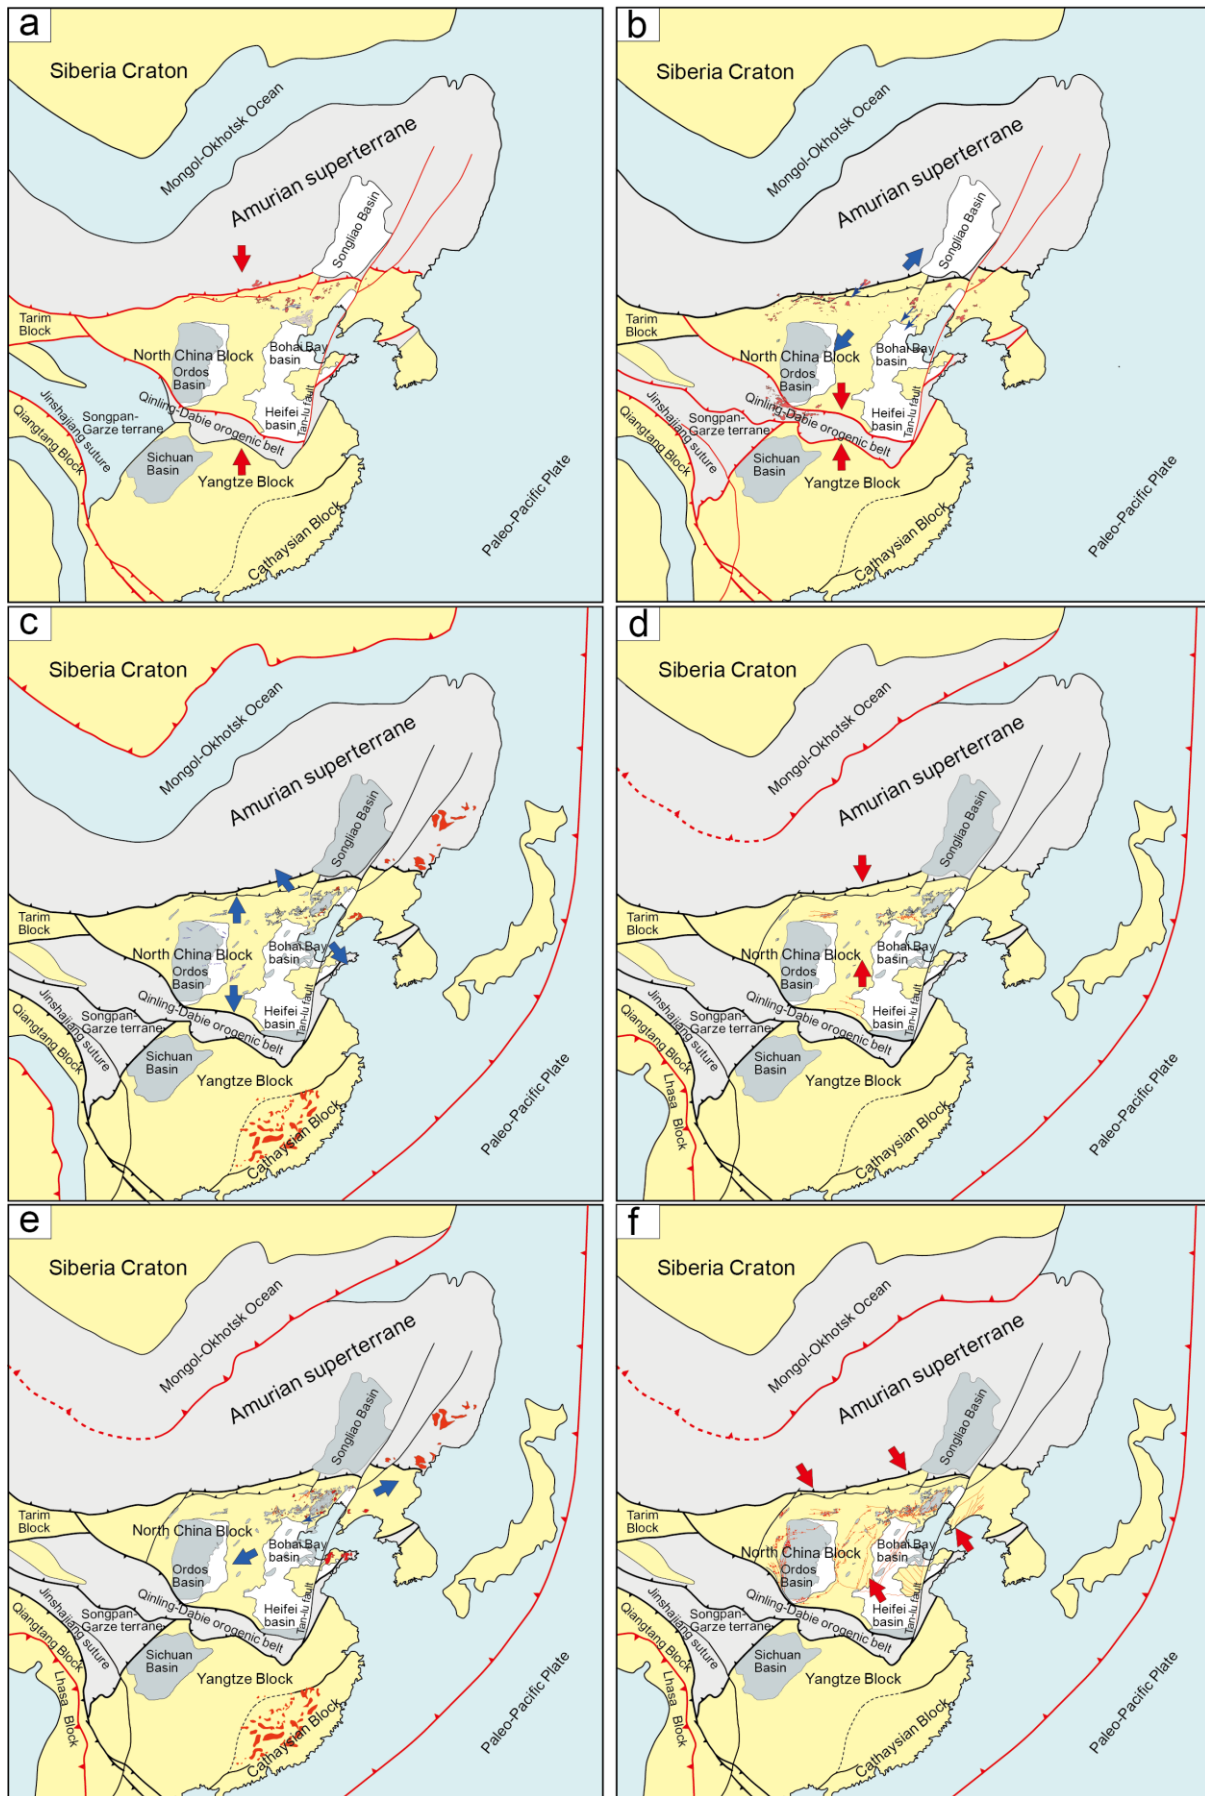 a
Siberia Craton
Mongol-Okhotsk Ocean
Amurian superterrane
Songliao Basin
Tarim
Block
North China Block
Ordos
Basin
Bohai Bay
basin
Heifei
basin
Tan-lu fault
Qinling-Dabie orogenic belt
Songpan-
Garze terrane
Jinshajiang suture
Qiangtang Block
Sichuan
Basin
Yangtze Block
Cathaysian Block
Paleo-Pacific Plate
b
Siberia Craton
Mongol-Okhotsk Ocean
Amurian superterrane
Songliao Basin
Tarim
Block
North China Block
Ordos
Basin
Bohai Bay
basin
Heifei
basin
Tan-lu fault
Qinling-Dabie orogenic belt
Songpan-
Garze terrane
Jinshajiang suture
Qiangtang Block
Sichuan
Basin
Yangtze Block
Cathaysian Block
Paleo-Pacific Plate
c
Siberia Craton
Mongol-Okhotsk Ocean
Amurian superterrane
Songliao Basin
Tarim
Block
North China Block
Ordos
Basin
Bohai Bay
basin
Heifei
basin
Tan-lu fault
Qinling-Dabie orogenic belt
Songpan-
Garze terrane
Jinshajiang suture
Qiangtang Block
Sichuan
Basin
Yangtze Block
Cathaysian Block
Paleo-Pacific Plate
d
Siberia Craton
Mongol-Okhotsk Ocean
Amurian superterrane
Songliao Basin
Tarim
Block
North China Block
Ordos
Basin
Bohai Bay
basin
Heifei
basin
Tan-lu fault
Qinling-Dabie orogenic belt
Songpan-
Garze terrane
Jinshajiang suture
Qiangtang Block
Lhasa Block
Sichuan
Basin
Yangtze Block
Cathaysian Block
Paleo-Pacific Plate
e
Siberia Craton
Mongol-Okhotsk Ocean
Amurian superterrane
Songliao Basin
Tarim
Block
North China Block
Ordos
Basin
Bohai Bay
basin
Heifei
basin
Tan-lu fault
Qinling-Dabie orogenic belt
Songpan-
Garze terrane
Jinshajiang suture
Qiangtang Block
Lhasa Block
Sichuan
Basin
Yangtze Block
Cathaysian Block
Paleo-Pacific Plate
f
Siberia Craton
Mongol-Okhotsk Ocean
Amurian superterrane
Songliao Basin
Tarim
Block
North China Block
Ordos
Basin
Bohai Bay
basin
Heifei
basin
Tan-lu fault
Qinling-Dabie orogenic belt
Songpan-
Garze terrane
Jinshajiang suture
Qiangtang Block
Lhasa Block
Sichuan
Basin
Yangtze Block
Cathaysian Block
Paleo-Pacific Plate